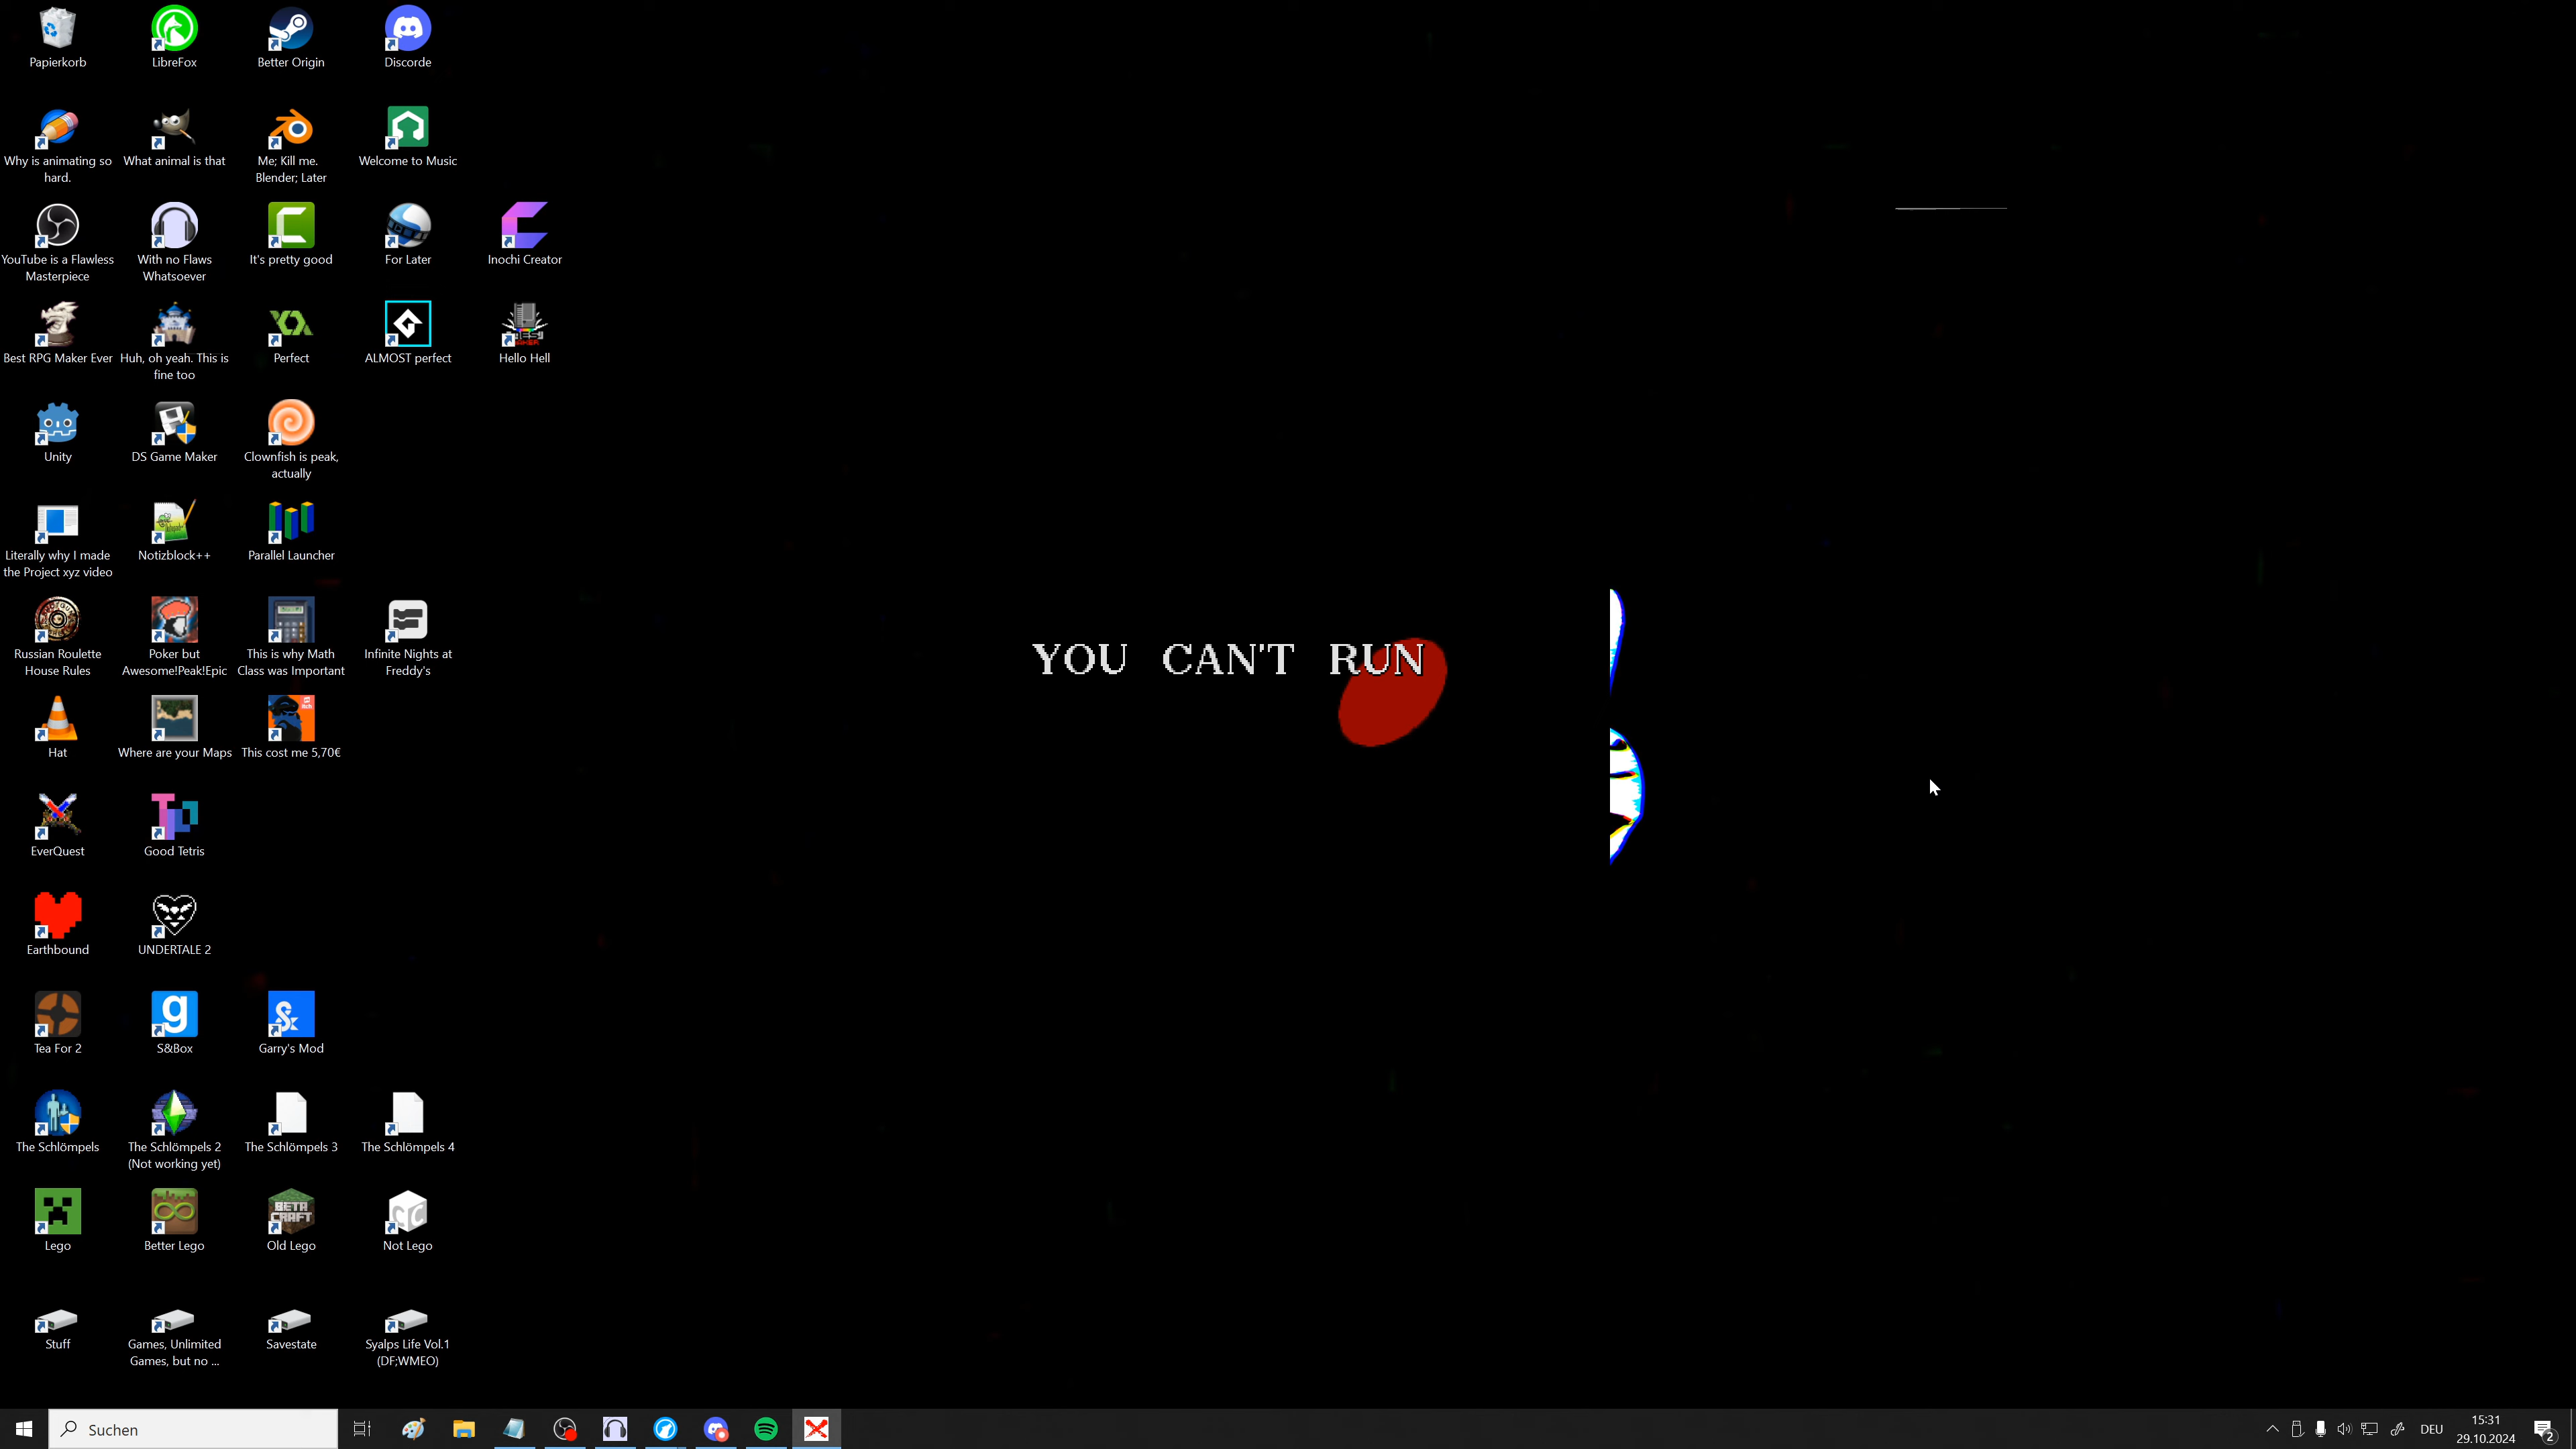 Papierkorb
LibreFox
Better Origin
Discorde
Why is animating so
hard.
What animal is that
Me; Kill me.
Blender; Later
Welcome to Music
YouTube is a Flawless
Masterpiece
With no Flaws
Whatsoever
It's pretty good
For Later
Inochi Creator
Best RPG Maker Ever
Huh, oh yeah. This is
fine too
Perfect
ALMOST perfect
Hello Hell
Unity
DS Game Maker
Clownfish is peak,
actually
Literally why I made
the Project xyz video
Notizblock++
Parallel Launcher
Russian Roulette
House Rules
Poker but
Awesome!Peak!Epic
This is why Math
Class was Important
Infinite Nights at
Freddy's
YOU CAN'T RUN
Hat
Where are your Maps
This cost me 5,70€
EverQuest
Good Tetris
Earthbound
UNDERTALE 2
Tea For 2
S&Box
Garry's Mod
The Schlömpels
The Schlömpels 2
(Not working yet)
The Schlömpels 3
The Schlömpels 4
Lego
Better Lego
BETA
CRAFT
Old Lego
Not Lego
Stuff
Games, Unlimited
Games, but no ...
Savestate
Syalps Life Vol.1
(DF;WMEO)
Suchen
DEU
15:31
29.10.2024
2